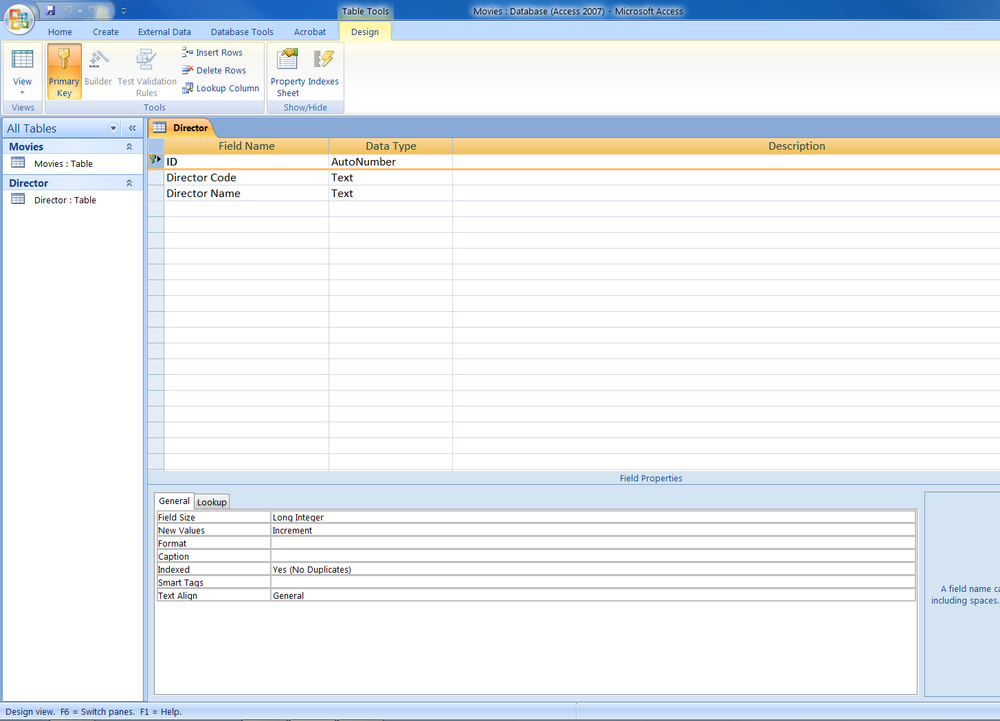 Table Tools
Movies : Database (Access 2007) - Microsoft Access
Home Create External Data Database Tools Acrobat Design
View
Primary Key
Builder
Test Validation Rules
Insert Rows
Delete Rows
Lookup Column
Property Sheet
Indexes
Views Tools Show/Hide
All Tables
Movies
Movies : Table
Director
Director : Table
Director
Field Name Data Type Description
ID AutoNumber
Director Code Text
Director Name Text
Field Properties
General Lookup
Field Size Long Integer
New Values Increment
Format
Caption
Indexed Yes (No Duplicates)
Smart Tags
Text Align General
A field name ca
including spaces.
Design view. F6 = Switch panes. F1 = Help.